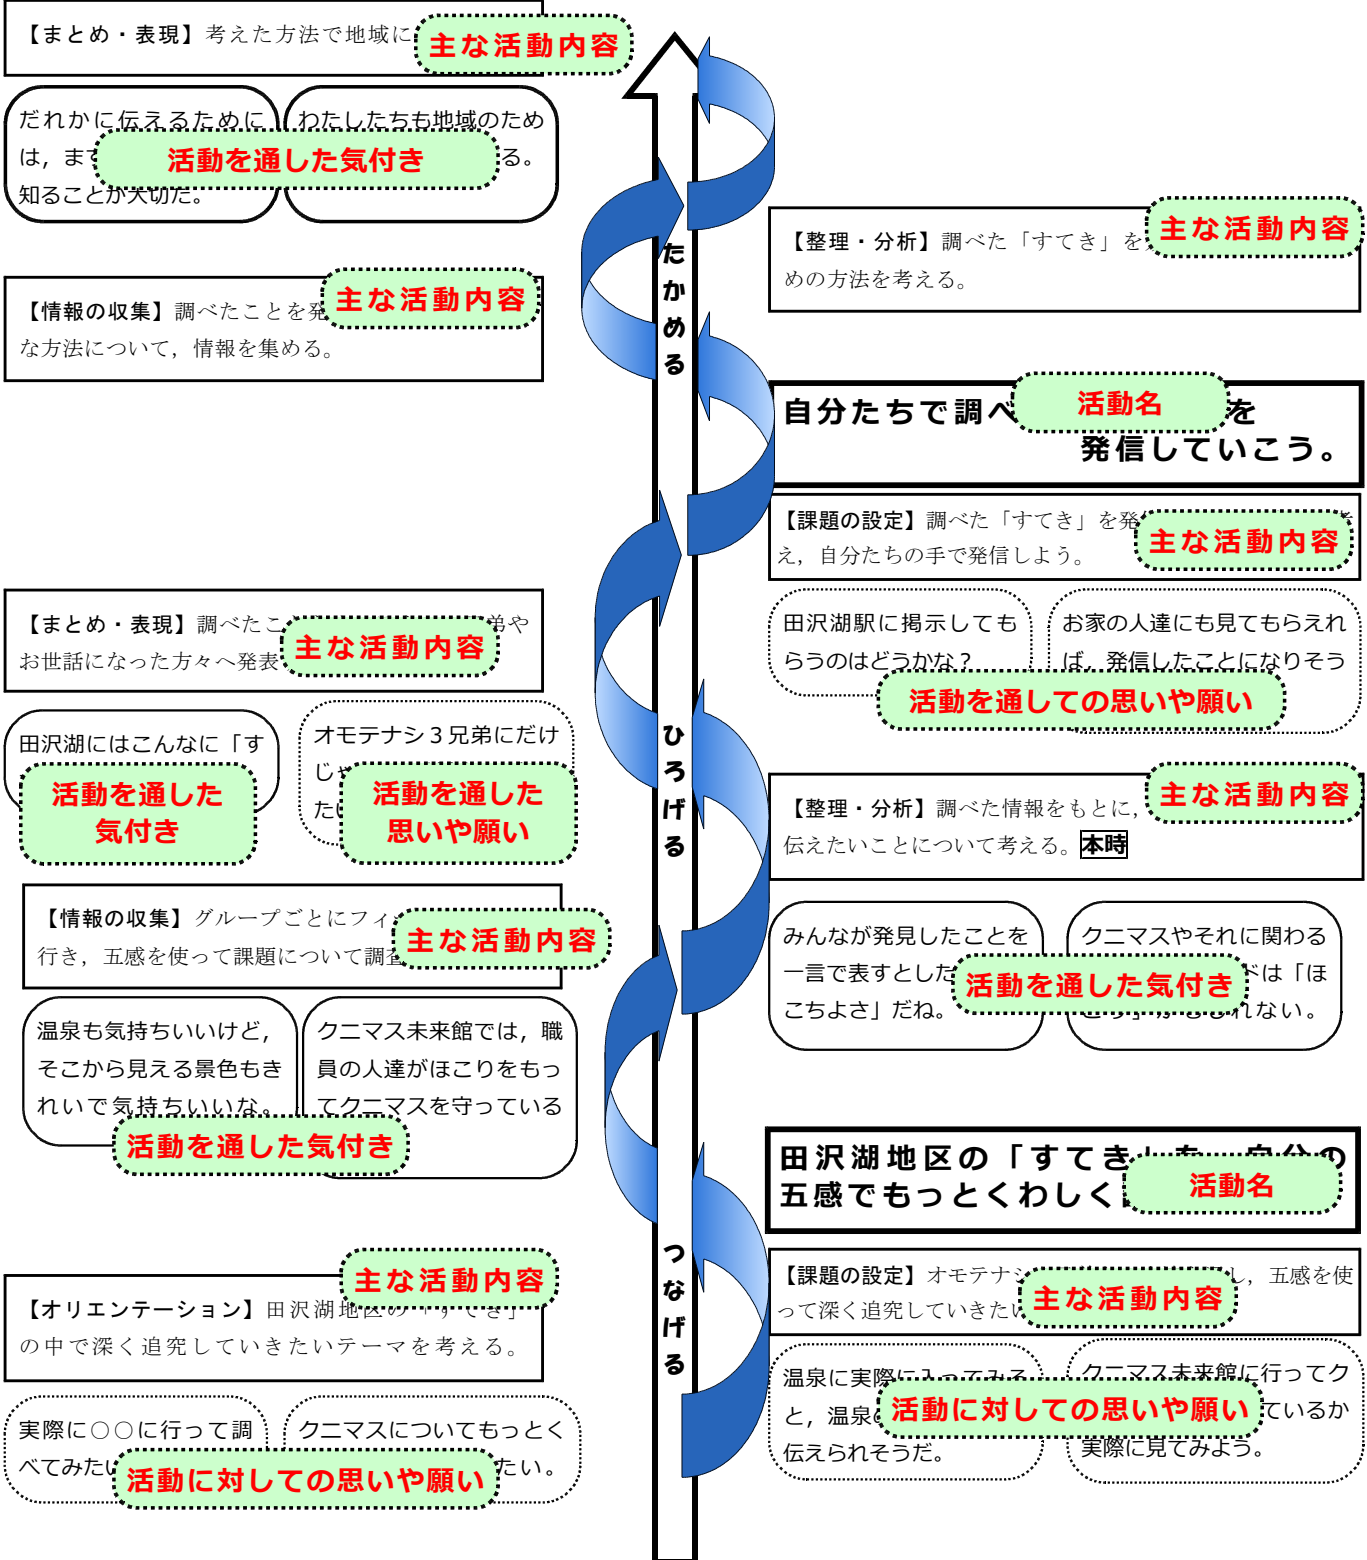 【まとめ・表現】考えた方法で地域に
主な活動内容
だれかに伝えるために
は，ま
知ることが大切だ。
わたしたちも地域のため
る。
活動を通した気付き
【整理・分析】調べた「すてき」を
めの方法を考える。
主な活動内容
たかめる
【情報の収集】調べたことを発
な方法について，情報を集める。
主な活動内容
自分たちで調べ
を
発信していこう。
活動名
【課題の設定】調べた「すてき」を発
え，自分たちの手で発信しよう。
主な活動内容
田沢湖駅に掲示しても
らうのはどうかな？
お家の人達にも見てもらえれ
ば，発信したことになりそう
活動を通しての思いや願い
【まとめ・表現】調べたこ
弟や
お世話になった方々へ発表
主な活動内容
田沢湖にはこんなに「す
活動を通した
気付き
オモテナシ３兄弟にだけ
じゃ
た
活動を通した
思いや願い
ひろげる
【整理・分析】調べた情報をもとに，
伝えたいことについて考える。本時
主な活動内容
みんなが発見したことを
一言で表すとした
こちよさ」だね。
クニマスやそれに関わる
ドは「ほ
れない。
活動を通した気付き
【情報の収集】グループごとにフィ
行き，五感を使って課題について調査
主な活動内容
温泉も気持ちいいけど，
そこから見える景色もき
れいで気持ちいいな。
クニマス未来館では，職
員の人達がほこりをもっ
てクニマスを守っている
活動を通した気付き
田沢湖地区の「すてき」を，自分の
五感でもっとくわしく
活動名
つなげる
【課題の設定】オモテナシ
し，五感を使
って深く追究していきたい
主な活動内容
温泉に実際に入ってみる
と，温泉
伝えられそうだ。
クニマス未来館に行ってク
ているか
実際に見てみよう。
活動に対しての思いや願い
【オリエンテーション】田沢湖地区の「すてき」
の中で深く追究していきたいテーマを考える。
主な活動内容
実際に○○に行って調
べてみたい
クニマスについてもっとく
たい。
活動に対しての思いや願い